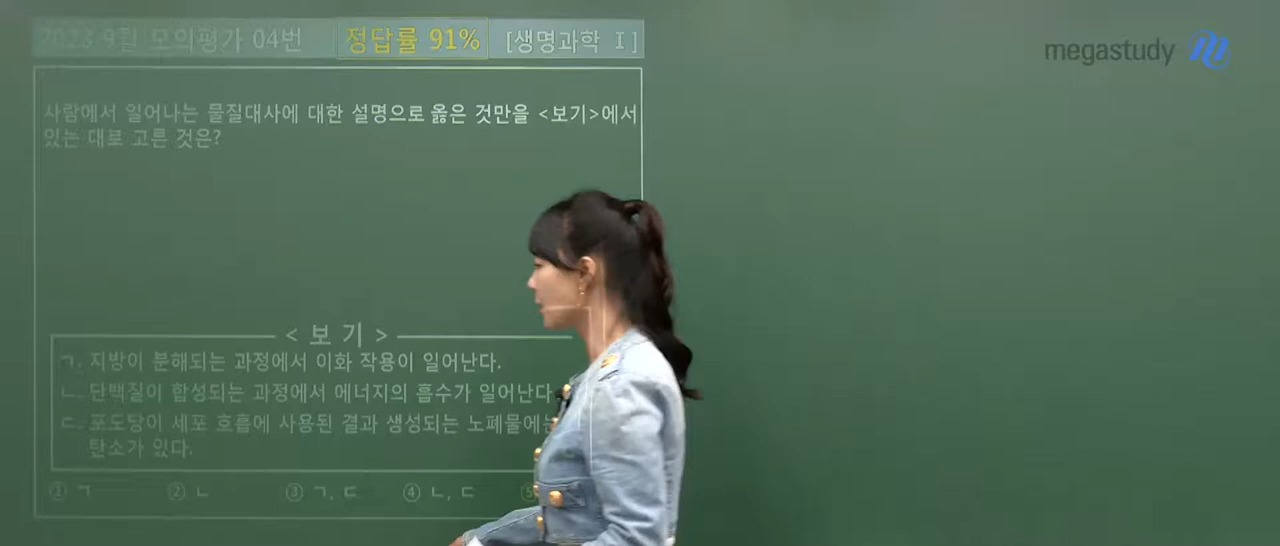 2023 9월 모의평가 04번 정답률 91% [생명과학 Ⅰ]
megastudy
사람에서 일어나는 물질대사에 대한 설명으로 옳은 것만을 <보기>에서
있는 대로 고른 것은?
< 보 기 >
ㄱ. 지방이 분해되는 과정에서 이화 작용이 일어난다.
ㄴ. 단백질이 합성되는 과정에서 에너지의 흡수가 일어난다
ㄷ. 포도당이 세포 호흡에 사용된 결과 생성되는 노폐물에는
탄소가 있다.
① ㄱ ② ㄴ ③ ㄱ, ㄷ ④ ㄴ, ㄷ ⑤